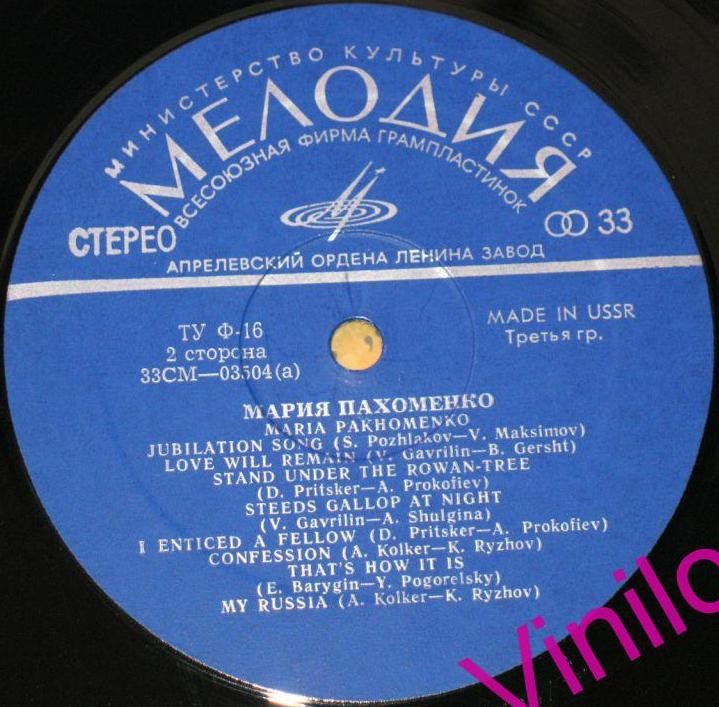 МИНИСТЕРСТВО КУЛЬТУРЫ СССР
МЕЛОДИЯ
ВСЕСОЮЗНАЯ ФИРМА ГРАМПЛАСТИНОК
СТЕРЕО
33
АПРЕЛЕВСКИЙ ОРДЕНА ЛЕНИНА ЗАВОД
ТУ Ф-16
2 сторона
33СМ—03504(а)
MADE IN USSR
Третья гр.
МАРИЯ ПАХОМЕНКО
MARIA PAKHOMENKO
JUBILATION SONG (S. Pozhlakov—V. Maksimov)
LOVE WILL REMAIN (V. Gavrilin—B. Gersht)
STAND UNDER THE ROWAN-TREE
(D. Pritsker—A. Prokofiev)
STEEDS GALLOP AT NIGHT
(V. Gavrilin—A. Shulgina)
I ENTICED A FELLOW (D. Pritsker—A. Prokofiev)
CONFESSION (A. Kolker—K. Ryzhov)
THAT'S HOW IT IS
(E. Barygin—Y. Pogorelsky)
MY RUSSIA (A. Kolker—K. Ryzhov)
Vinilo